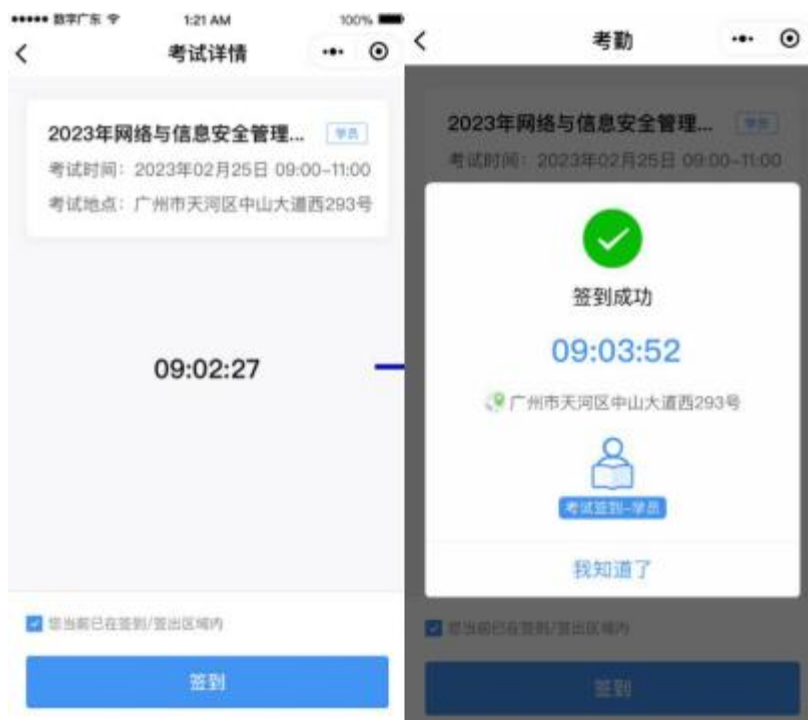 数字广东
1:21 AM
100%
考试详情
2023年网络与信息安全管理...
学员
考试时间：2023年02月25日 09:00-11:00
考试地点：广州市天河区中山大道西293号
09:02:27
您当前已在签到/签出区域内
签到
考勤
2023年网络与信息安全管理...
学员
考试时间：2023年02月25日 09:00-11:00
签到成功
09:03:52
广州市天河区中山大道西293号
考试签到-学员
我知道了
您当前已在签到/签出区域内
签到